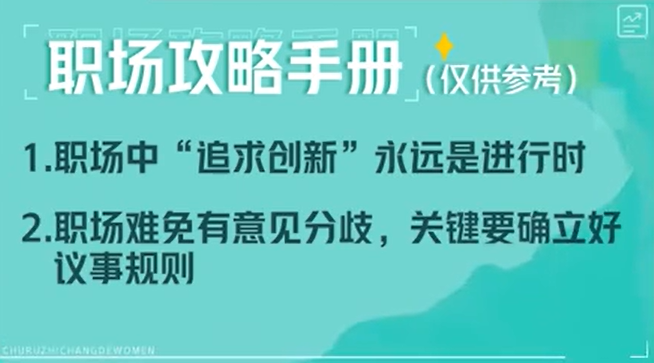 职场攻略手册（仅供参考）
1.职场中“追求创新”永远是进行时
2.职场难免有意见分歧，关键要确立好
议事规则
CHURUZHICHANGDEWOMEN